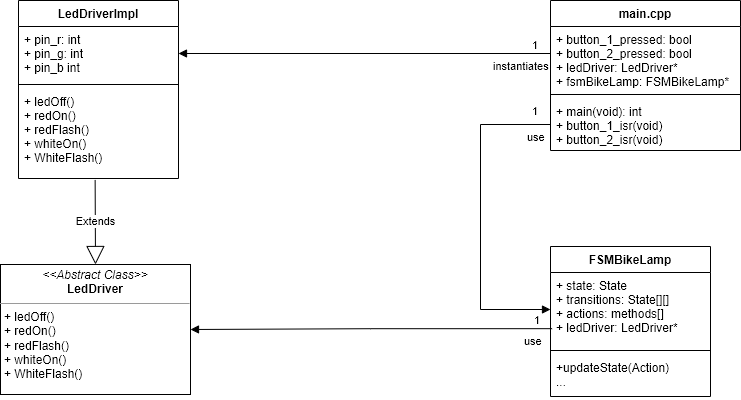 LedDriverImpl
+ pin_r: int
+ pin_g: int
+ pin_b int
+ ledOff()
+ redOn()
+ redFlash()
+ whiteOn()
+ WhiteFlash()
main.cpp
+ button_1_pressed: bool
+ button_2_pressed: bool
+ ledDriver: LedDriver*
+ fsmBikeLamp: FSMBikeLamp*
+ main(void): int
+ button_1_isr(void)
+ button_2_isr(void)
1
instantiates
1
use
Extends
<<Abstract Class>>
LedDriver
+ ledOff()
+ redOn()
+ redFlash()
+ whiteOn()
+ WhiteFlash()
FSMBikeLamp
+ state: State
+ transitions: State[][]
+ actions: methods[]
+ ledDriver: LedDriver*
+updateState(Action)
...
1
use